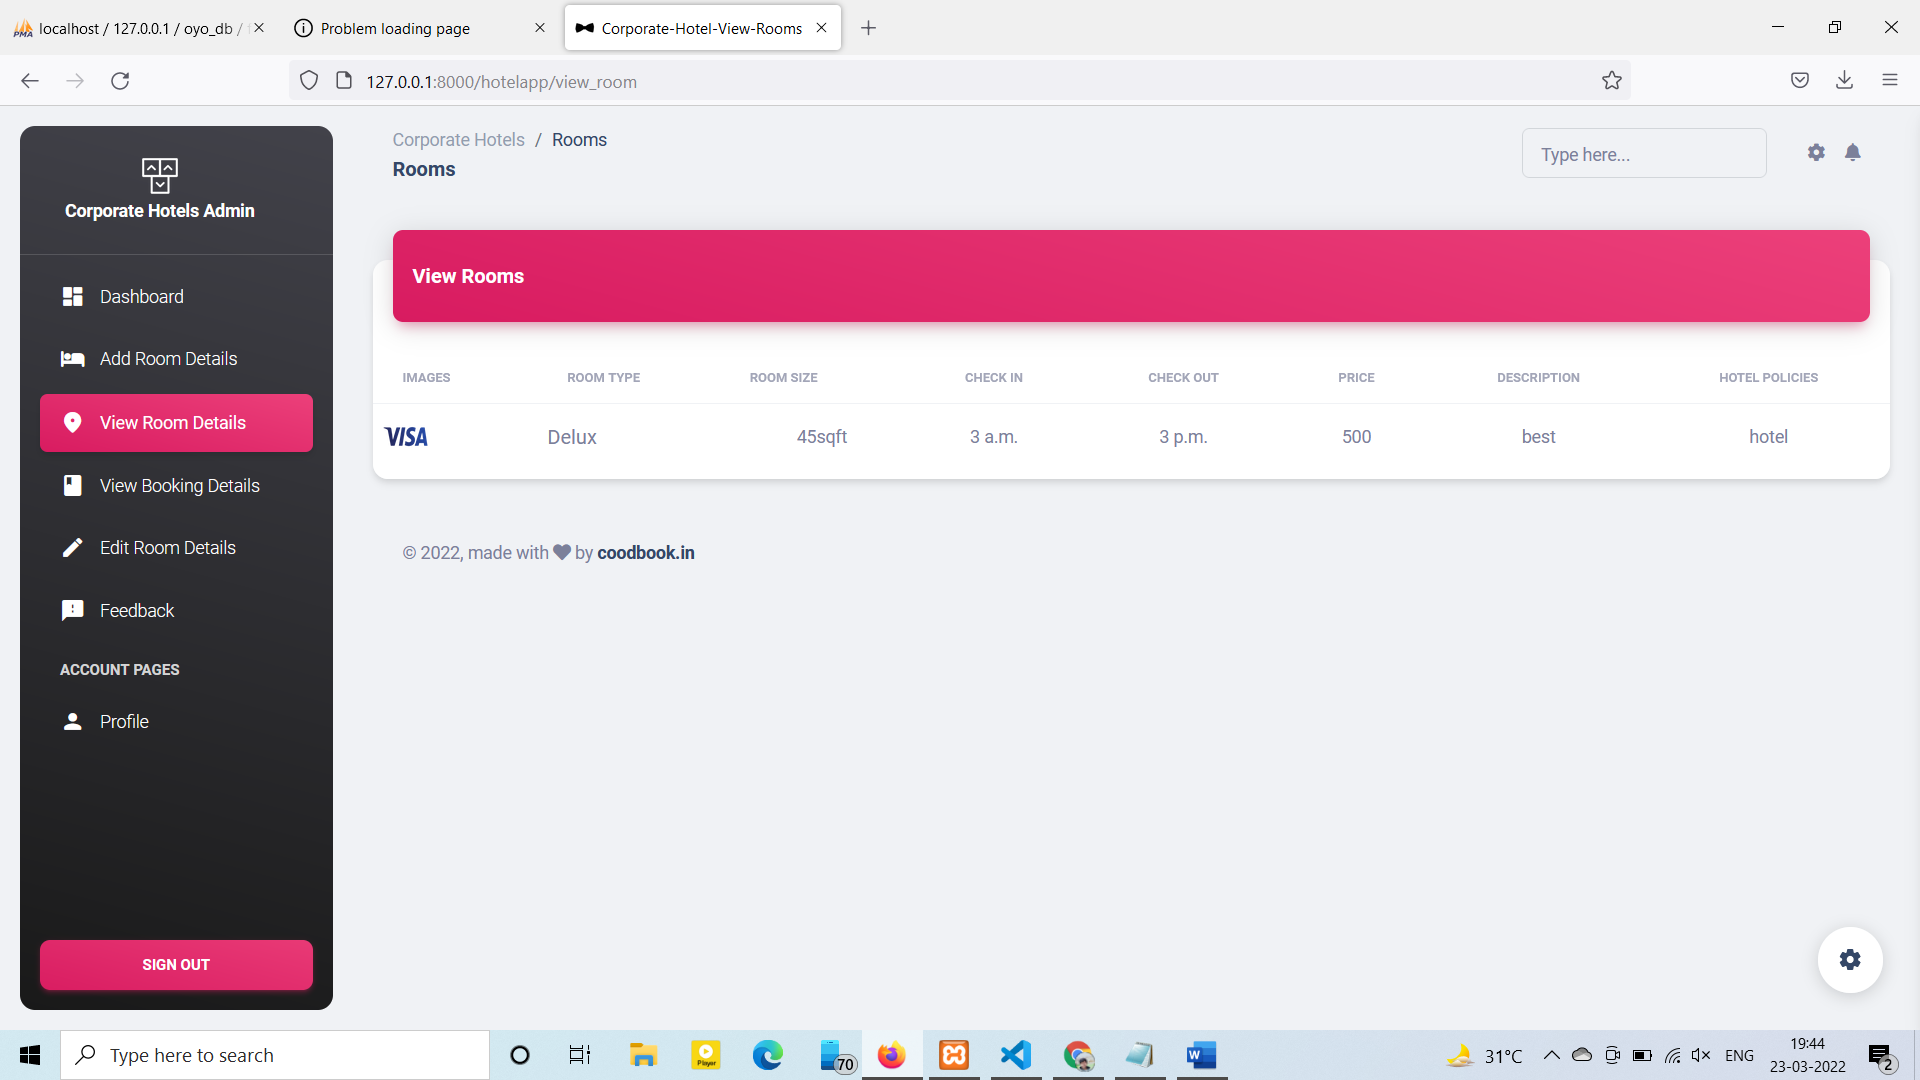 localhost / 127.0.0.1 / oyo_db /
Problem loading page
Corporate-Hotel-View-Rooms
127.0.0.1:8000/hotelapp/view_room
Corporate Hotels Admin
Dashboard
Add Room Details
View Room Details
View Booking Details
Edit Room Details
Feedback
ACCOUNT PAGES
Profile
SIGN OUT
Corporate Hotels / Rooms
Rooms
Type here...
View Rooms
IMAGES ROOM TYPE ROOM SIZE CHECK IN CHECK OUT PRICE DESCRIPTION HOTEL POLICIES
VISA Delux 45sqft 3 a.m. 3 p.m. 500 best hotel
© 2022, made with by coodbook.in
Type here to search
Player
70
31°C
ENG
19:44
23-03-2022
2